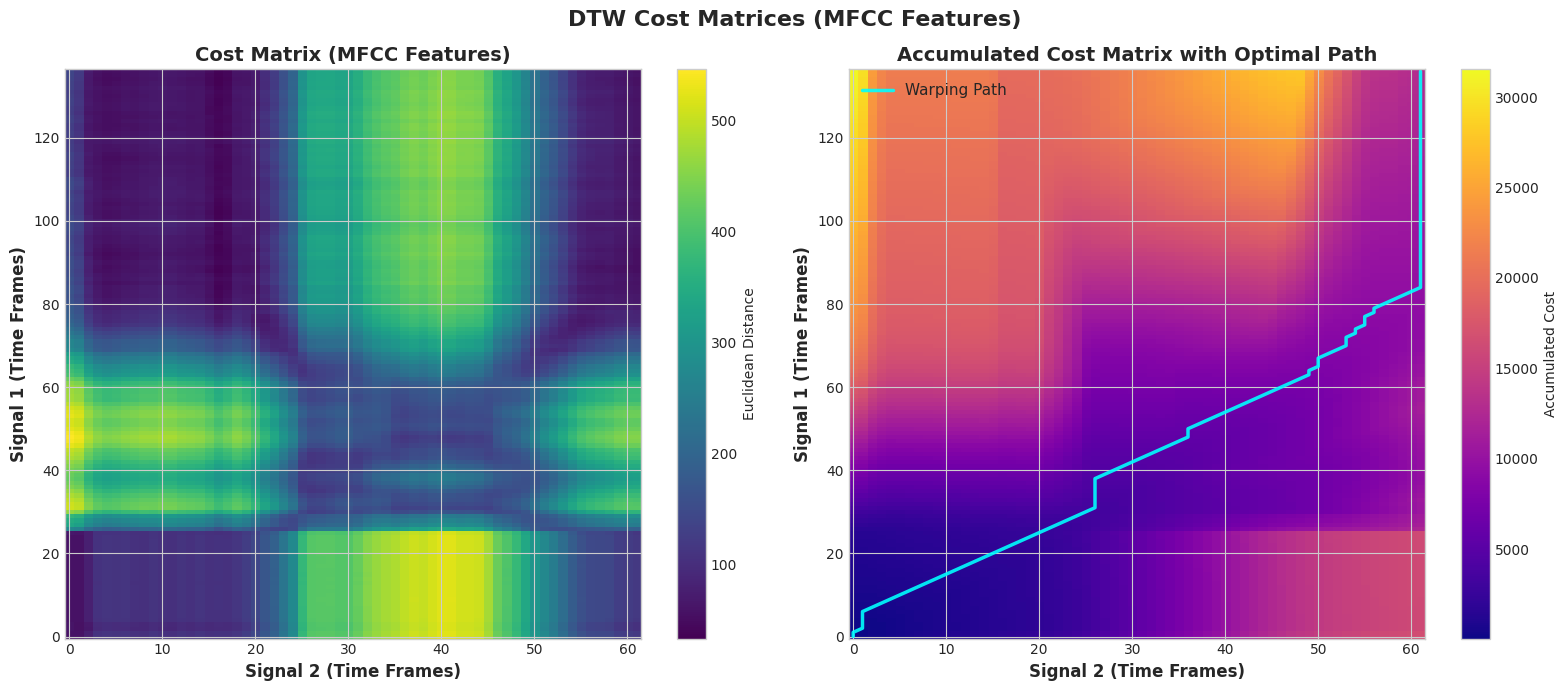 DTW Cost Matrices (MFCC Features)
Cost Matrix (MFCC Features)
120
100
80
60
40
20
0
0 10 20 30 40 50 60
Signal 1 (Time Frames)
Signal 2 (Time Frames)
500
400
300
200
100
Euclidean Distance
Accumulated Cost Matrix with Optimal Path
Warping Path
120
100
80
60
40
20
0
0 10 20 30 40 50 60
Signal 1 (Time Frames)
Signal 2 (Time Frames)
30000
25000
20000
15000
10000
5000
Accumulated Cost